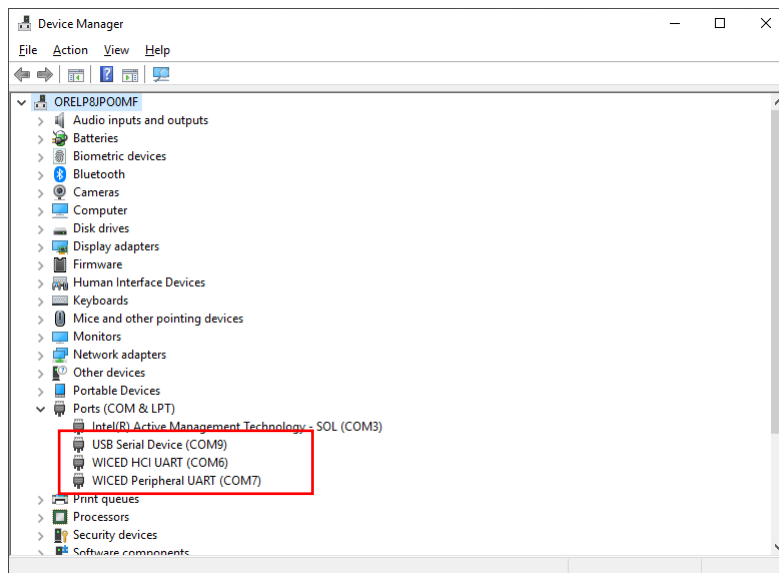 Device Manager
File Action View Help
ORELP8JPO0MF
Audio inputs and outputs
Batteries
Biometric devices
Bluetooth
Cameras
Computer
Disk drives
Display adapters
Firmware
Human Interface Devices
Keyboards
Mice and other pointing devices
Monitors
Network adapters
Other devices
Portable Devices
Ports (COM & LPT)
Intel(R) Active Management Technology - SOL (COM3)
USB Serial Device (COM9)
WICED HCI UART (COM6)
WICED Peripheral UART (COM7)
Print queues
Processors
Security devices
Software components